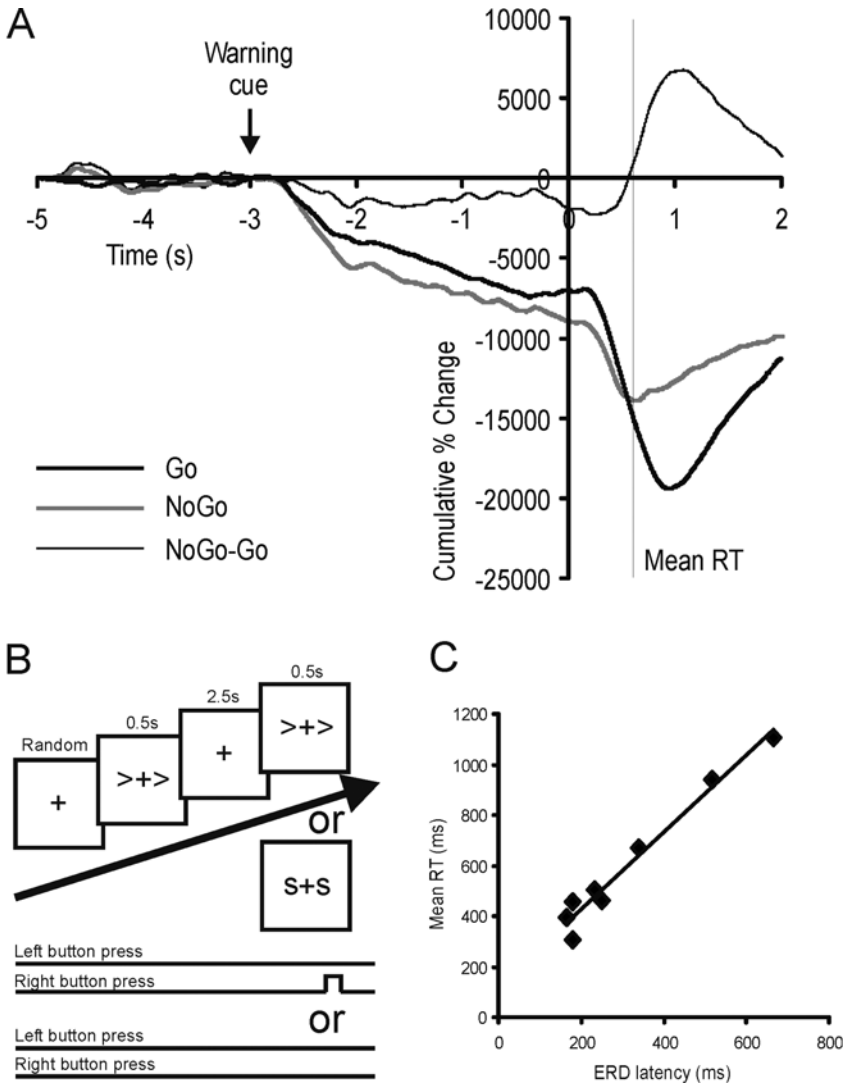 A
Warning
cue
10000
5000
0
-5000
-10000
-15000
-20000
-25000
-5 -4 -3 -2 -1 0 1 2
Time (s)
Cumulative % Change
Go
NoGo
NoGo-Go
Mean RT
B
Random
0.5s
2.5s
0.5s
+
>+>
+
>+>
or
s+s
Left button press
Right button press
or
Left button press
Right button press
C
1200
1000
800
600
400
200
0
Mean RT (ms)
0 200 400 600 800
ERD latency (ms)